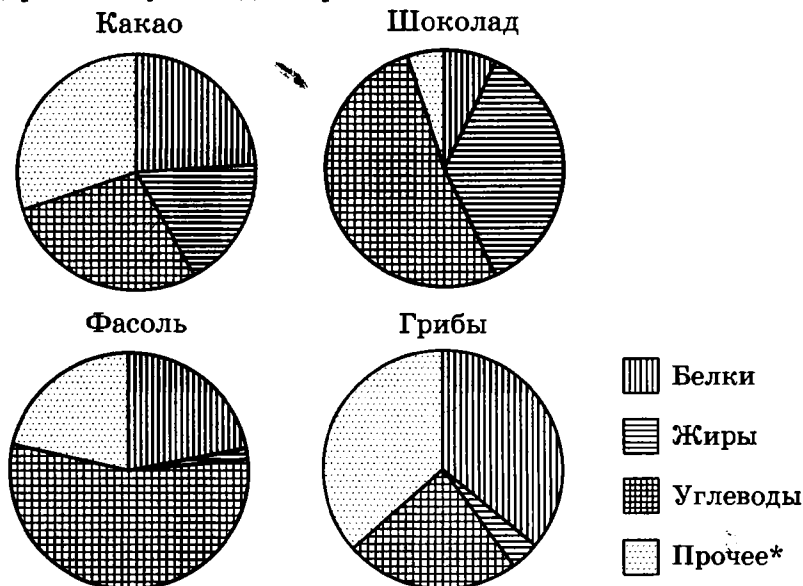 Какао
Шоколад
Фасоль
Грибы
Белки
Жиры
Углеводы
Прочее*